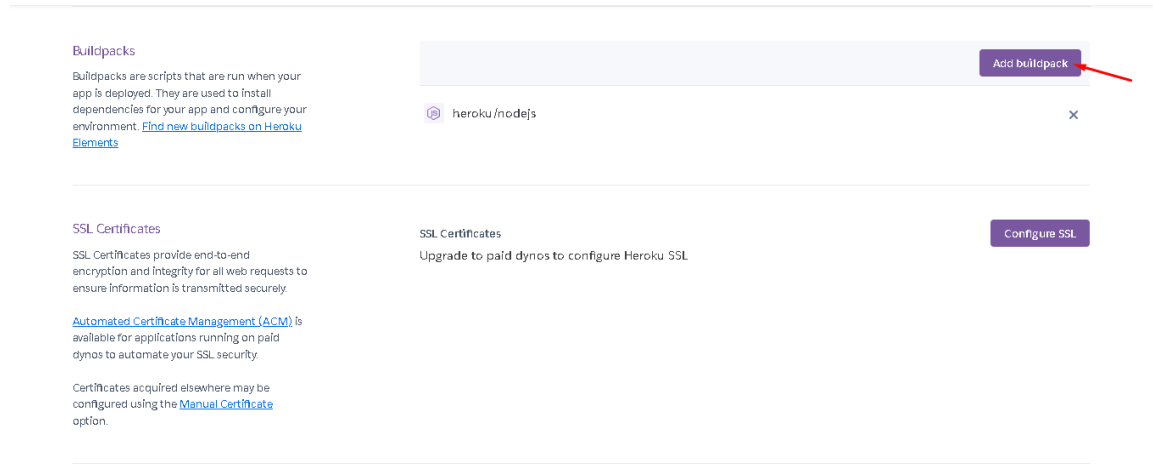 Buildpacks
Buildpacks are scripts that are run when your
app is deployed. They are used to install
dependencies for your app and configure your
environment. Find new buildpacks on Heroku
Elements
Add buildpack
JS
heroku/nodejs
SSL Certificates
SSL Certificates provide end-to-end
encryption and integrity for all web requests to
ensure information is transmitted securely.
Automated Certificate Management (ACM) is
available for applications running on paid
dynos to automate your SSL security.
Certificates acquired elsewhere may be
configured using the Manual Certificate
option.
SSL Certificates
Upgrade to paid dynos to configure Heroku SSL
Configure SSL